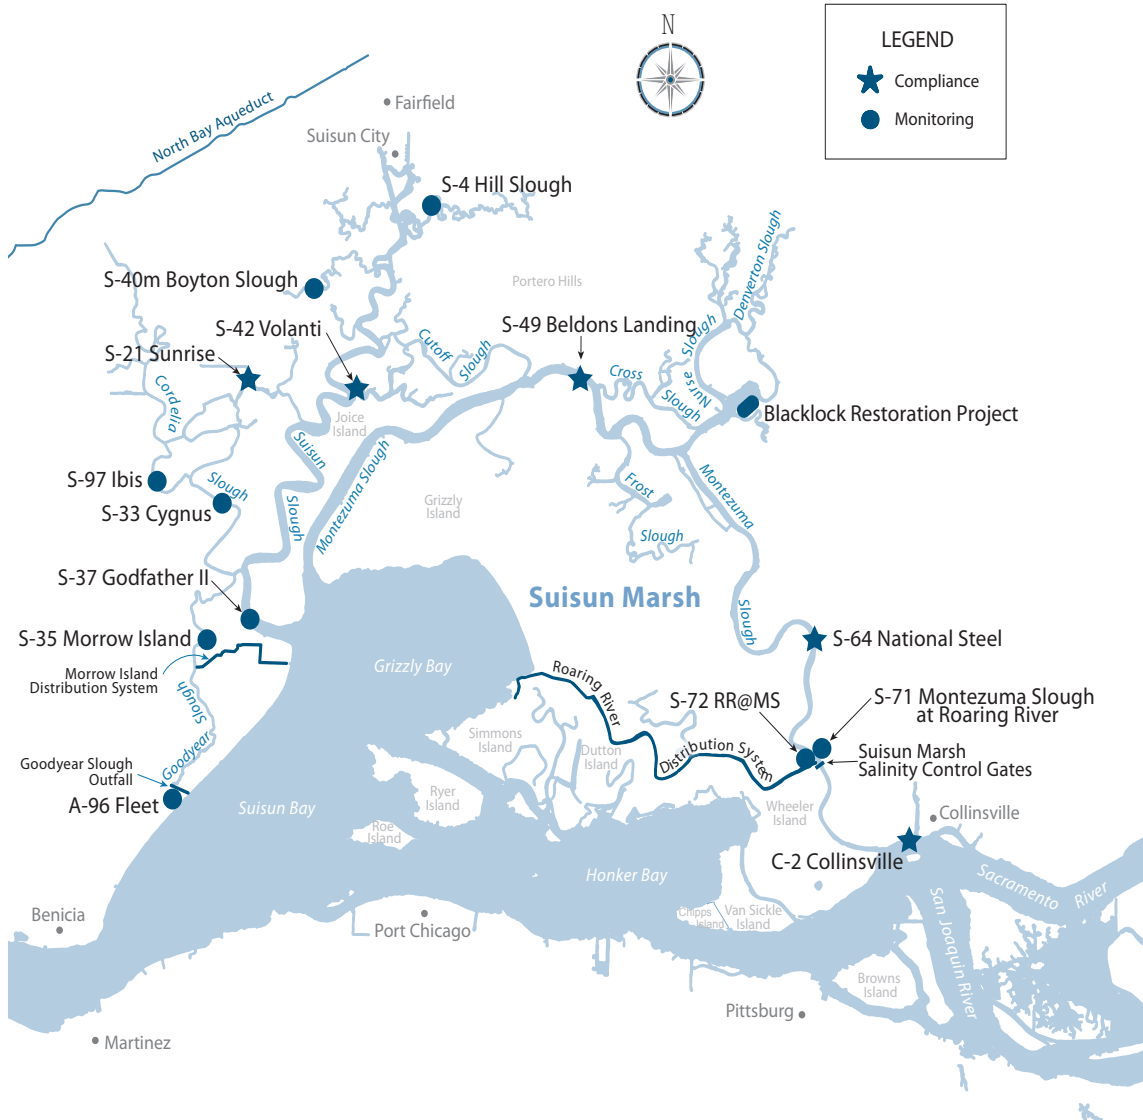 N
LEGEND
Compliance
Monitoring
North Bay Aqueduct
Fairfield
Suisun City
S-4 Hill Slough
S-40m Boyton Slough
Portero Hills
Denverton Slough
S-42 Volanti
S-49 Beldons Landing
S-21 Sunrise
Cutoff
Slough
Slough
Nurse
Cross
Slough
Cordelia
Joice
Island
Blacklock Restoration Project
Suisun
Slough
Montezuma Slough
S-97 Ibis
Slough
S-33 Cygnus
Grizzly
Island
Frost
Slough
Montezuma
Slough
S-37 Godfather II
Suisun Marsh
S-35 Morrow Island
Morrow Island
Distribution System
Grizzly Bay
S-64 National Steel
Roaring
River
Distribution System
S-72 RR@MS
S-71 Montezuma Slough
at Roaring River
Slough
Goodyear
Simmons
Island
Dutton
Island
Suisun Marsh
Salinity Control Gates
Goodyear Slough
Outfall
A-96 Fleet
Suisun Bay
Ryer
Island
Roe
Island
Wheeler
Island
Collinsville
C-2 Collinsville
Honker Bay
Sacramento
River
San Joaquin River
Chipps
Island
Van Sickle
Island
Benicia
Port Chicago
Browns
Island
Pittsburg
Martinez